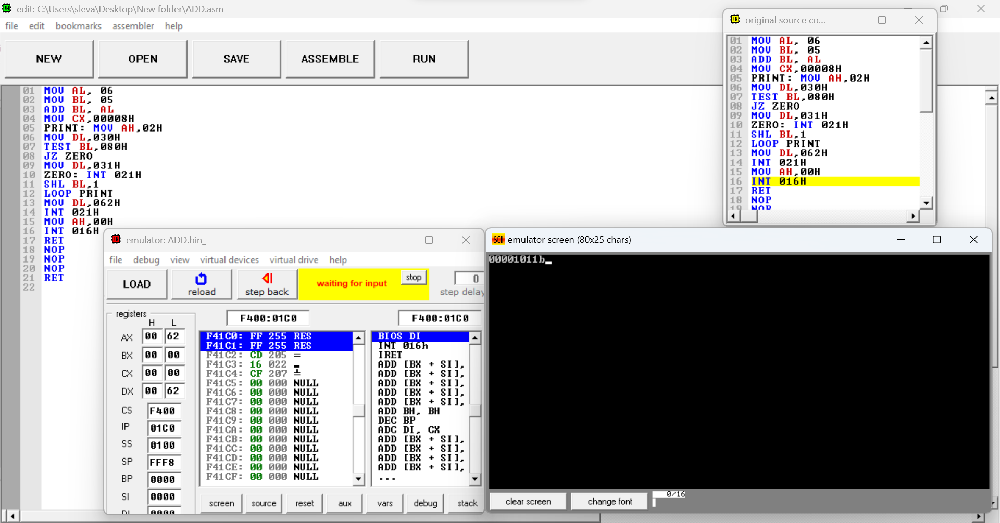 edit: C:\Users\sleva\Desktop\New folder\ADD.asm
file edit bookmarks assembler help
NEW OPEN SAVE ASSEMBLE RUN
01 MOV AL, 06
02 MOV BL, 05
03 ADD BL, AL
04 MOV CX,00008H
05 PRINT: MOV AH,02H
06 MOV DL,030H
07 TEST BL,080H
08 JZ ZERO
09 MOV DL,031H
10 ZERO: INT 021H
11 SHL BL,1
12 LOOP PRINT
13 MOV DL,062H
14 INT 021H
15 MOV AH,00H
16 INT 016H
17 RET
18 NOP
19 NOP
20 NOP
21 RET
22
original source co...
01 MOV AL, 06
02 MOV BL, 05
03 ADD BL, AL
04 MOV CX,00008H
05 PRINT: MOV AH,02H
06 MOV DL,030H
07 TEST BL,080H
08 JZ ZERO
09 MOV DL,031H
10 ZERO: INT 021H
11 SHL BL,1
12 LOOP PRINT
13 MOV DL,062H
14 INT 021H
15 MOV AH,00H
16 INT 016H
17 RET
18 NOP
19 NOP
emulator: ADD.bin_
file debug view virtual devices virtual drive help
LOAD reload step back waiting for input stop 0
step delay
registers
H L
AX 00 62
BX 00 00
CX 00 00
DX 00 62
CS F400
IP 01C0
SS 0100
SP FFF8
BP 0000
SI 0000
DI 0000
F400:01C0 F400:01C0
F41C0: FF 255 RES
F41C1: FF 255 RES
F41C2: CD 205 =
F41C3: 16 022 ▬
F41C4: CF 207 ╧
F41C5: 00 000 NULL
F41C6: 00 000 NULL
F41C7: 00 000 NULL
F41C8: 00 000 NULL
F41C9: 00 000 NULL
F41CA: 00 000 NULL
F41CB: 00 000 NULL
F41CC: 00 000 NULL
F41CD: 00 000 NULL
F41CE: 00 000 NULL
F41CF: 00 000 NULL
BIOS DI
INT 016h
IRET
ADD [BX + SI],
ADD [BX + SI],
ADD [BX + SI],
ADD [BX + SI],
ADD [BX + SI],
ADD BH, BH
DEC BP
ADC DI, CX
ADD [BX + SI],
ADD [BX + SI],
ADD [BX + SI],
ADD [BX + SI],
...
screen source reset aux vars debug stack
SCR emulator screen (80x25 chars)
00001011b_
clear screen change font 0/16